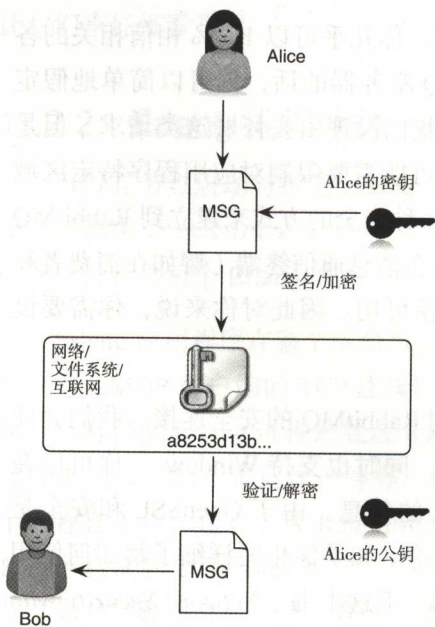 Alice
MSG
Alice的密钥
签名/加密
网络/
文件系统/
互联网
a8253d13b...
验证/解密
Alice的公钥
MSG
Bob